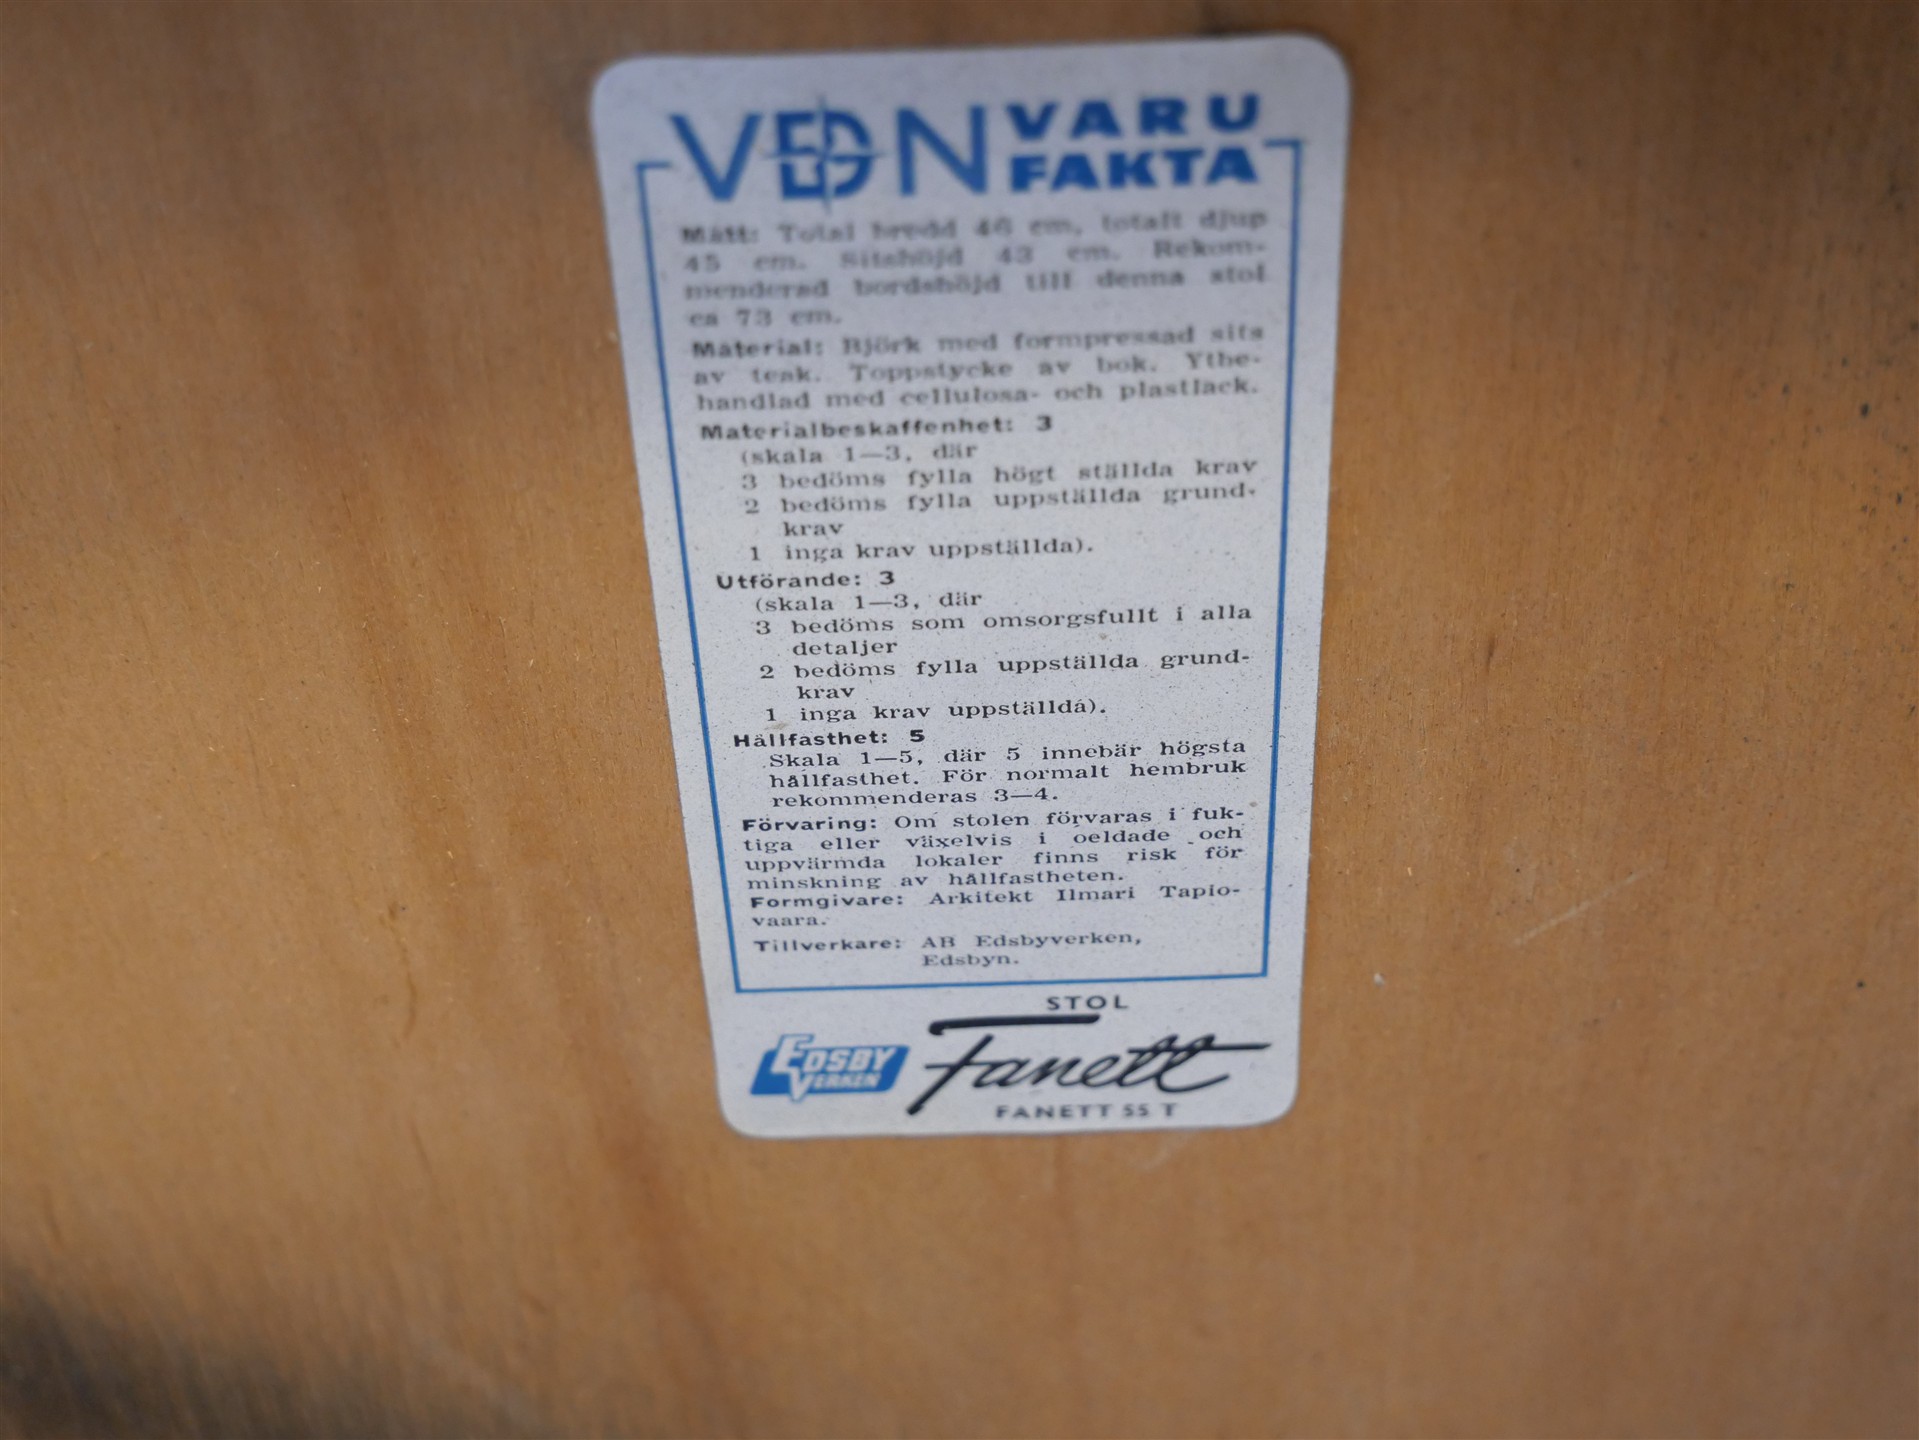 VDN VARU
FAKTA
Mått: Total bredd 46 cm, totalt djup
45 cm. Sitshöjd 43 cm. Rekom-
menderad bordshöjd till denna stol
ca 73 cm.
Material: Björk med formpressad sits
av teak. Toppstycke av bok. Ytbe-
handlad med cellulosa- och plastlack.
Materialbeskaffenhet: 3
(skala 1—3, där
3 bedöms fylla högt ställda krav
2 bedöms fylla uppställda grund-
krav
1 inga krav uppställda).
Utförande: 3
(skala 1—3, där
3 bedöms som omsorgsfullt i alla
detaljer
2 bedöms fylla uppställda grund-
krav
1 inga krav uppställda).
Hållfasthet: 5
Skala 1—5, där 5 innebär högsta
hållfasthet. För normalt hembruk
rekommenderas 3—4.
Förvaring: Om stolen förvaras i fuk-
tiga eller växelvis i oeldade och
uppvärmda lokaler finns risk för
minskning av hållfastheten.
Formgivare: Arkitekt Ilmari Tapio-
vaara.
Tillverkare: AB Edsbyverken,
Edsbyn.
STOL
EDSBY
VERKEN
Fanett
FANETT 55 T